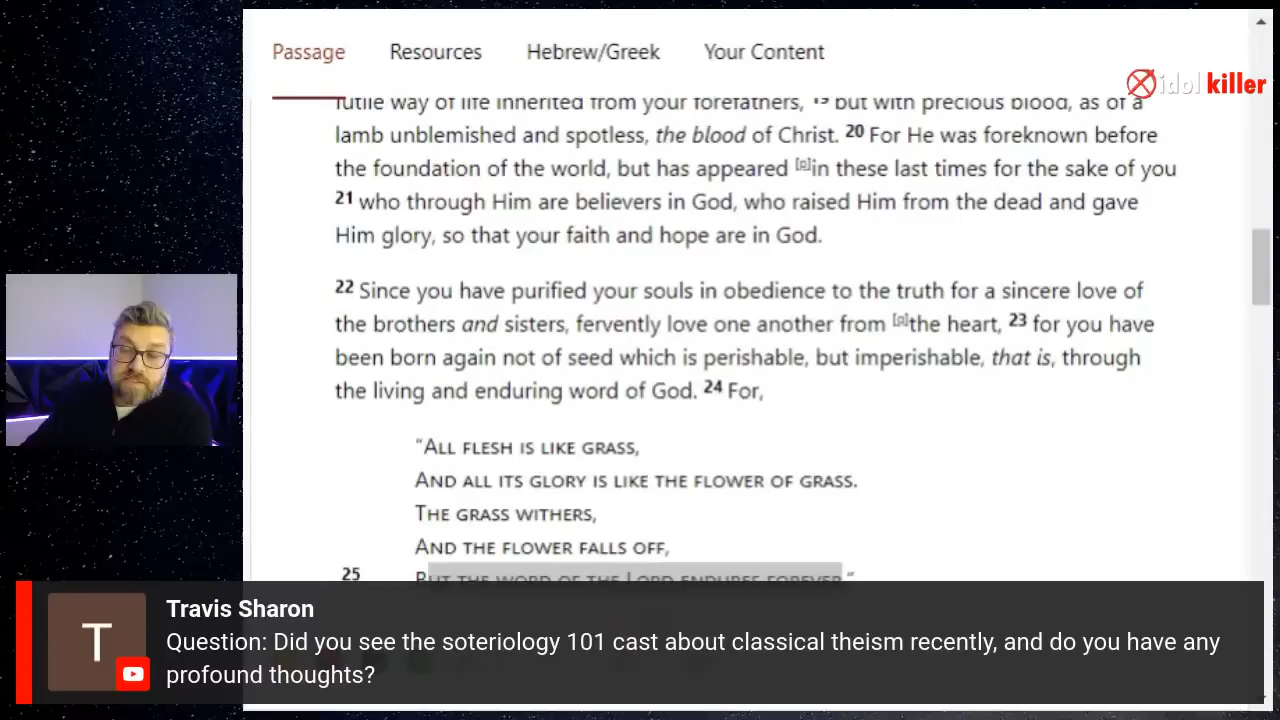 Passage Resources Hebrew/Greek Your Content
idol killer
futile way of life inherited from your forefathers, 19 but with precious blood, as of a
lamb unblemished and spotless, the blood of Christ. 20 For He was foreknown before
the foundation of the world, but has appeared in these last times for the sake of you
21 who through Him are believers in God, who raised Him from the dead and gave
Him glory, so that your faith and hope are in God.
22 Since you have purified your souls in obedience to the truth for a sincere love of
the brothers and sisters, fervently love one another from the heart, 23 for you have
been born again not of seed which is perishable, but imperishable, that is, through
the living and enduring word of God. 24 For,
“ALL FLESH IS LIKE GRASS,
AND ALL ITS GLORY IS LIKE THE FLOWER OF GRASS.
THE GRASS WITHERS,
AND THE FLOWER FALLS OFF,
25 BUT THE WORD OF THE LORD ENDURES FOREVER.”
T
Travis Sharon
Question: Did you see the soteriology 101 cast about classical theism recently, and do you have any
profound thoughts?